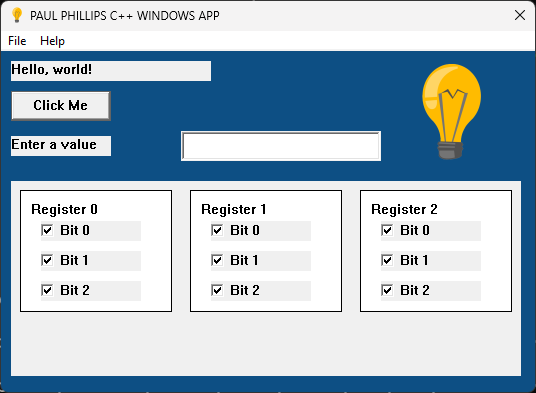 PAUL PHILLIPS C++ WINDOWS APP
File Help
Hello, world!
Click Me
Enter a value
Register 0
Bit 0
Bit 1
Bit 2
Register 1
Bit 0
Bit 1
Bit 2
Register 2
Bit 0
Bit 1
Bit 2